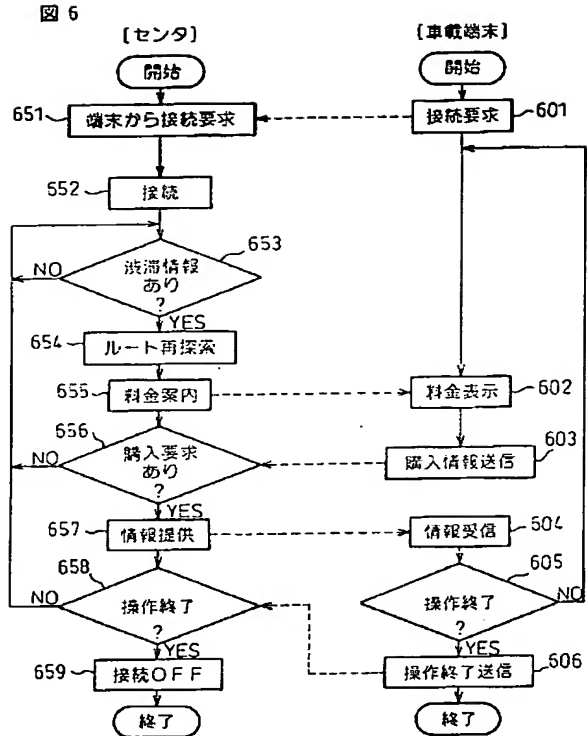 図 6
[センタ]
[車載端末]
開始
開始
651
端末から接続要求
接続要求
601
652
接続
653
渋滞情報
あり
?
NO
YES
654
ルート再探索
655
料金案内
料金表示
602
656
購入要求
あり
?
NO
購入情報送信
603
YES
657
情報提供
情報受信
604
658
操作終了
?
NO
605
操作終了
?
NO
YES
YES
659
接続OFF
操作終了送信
606
終了
終了